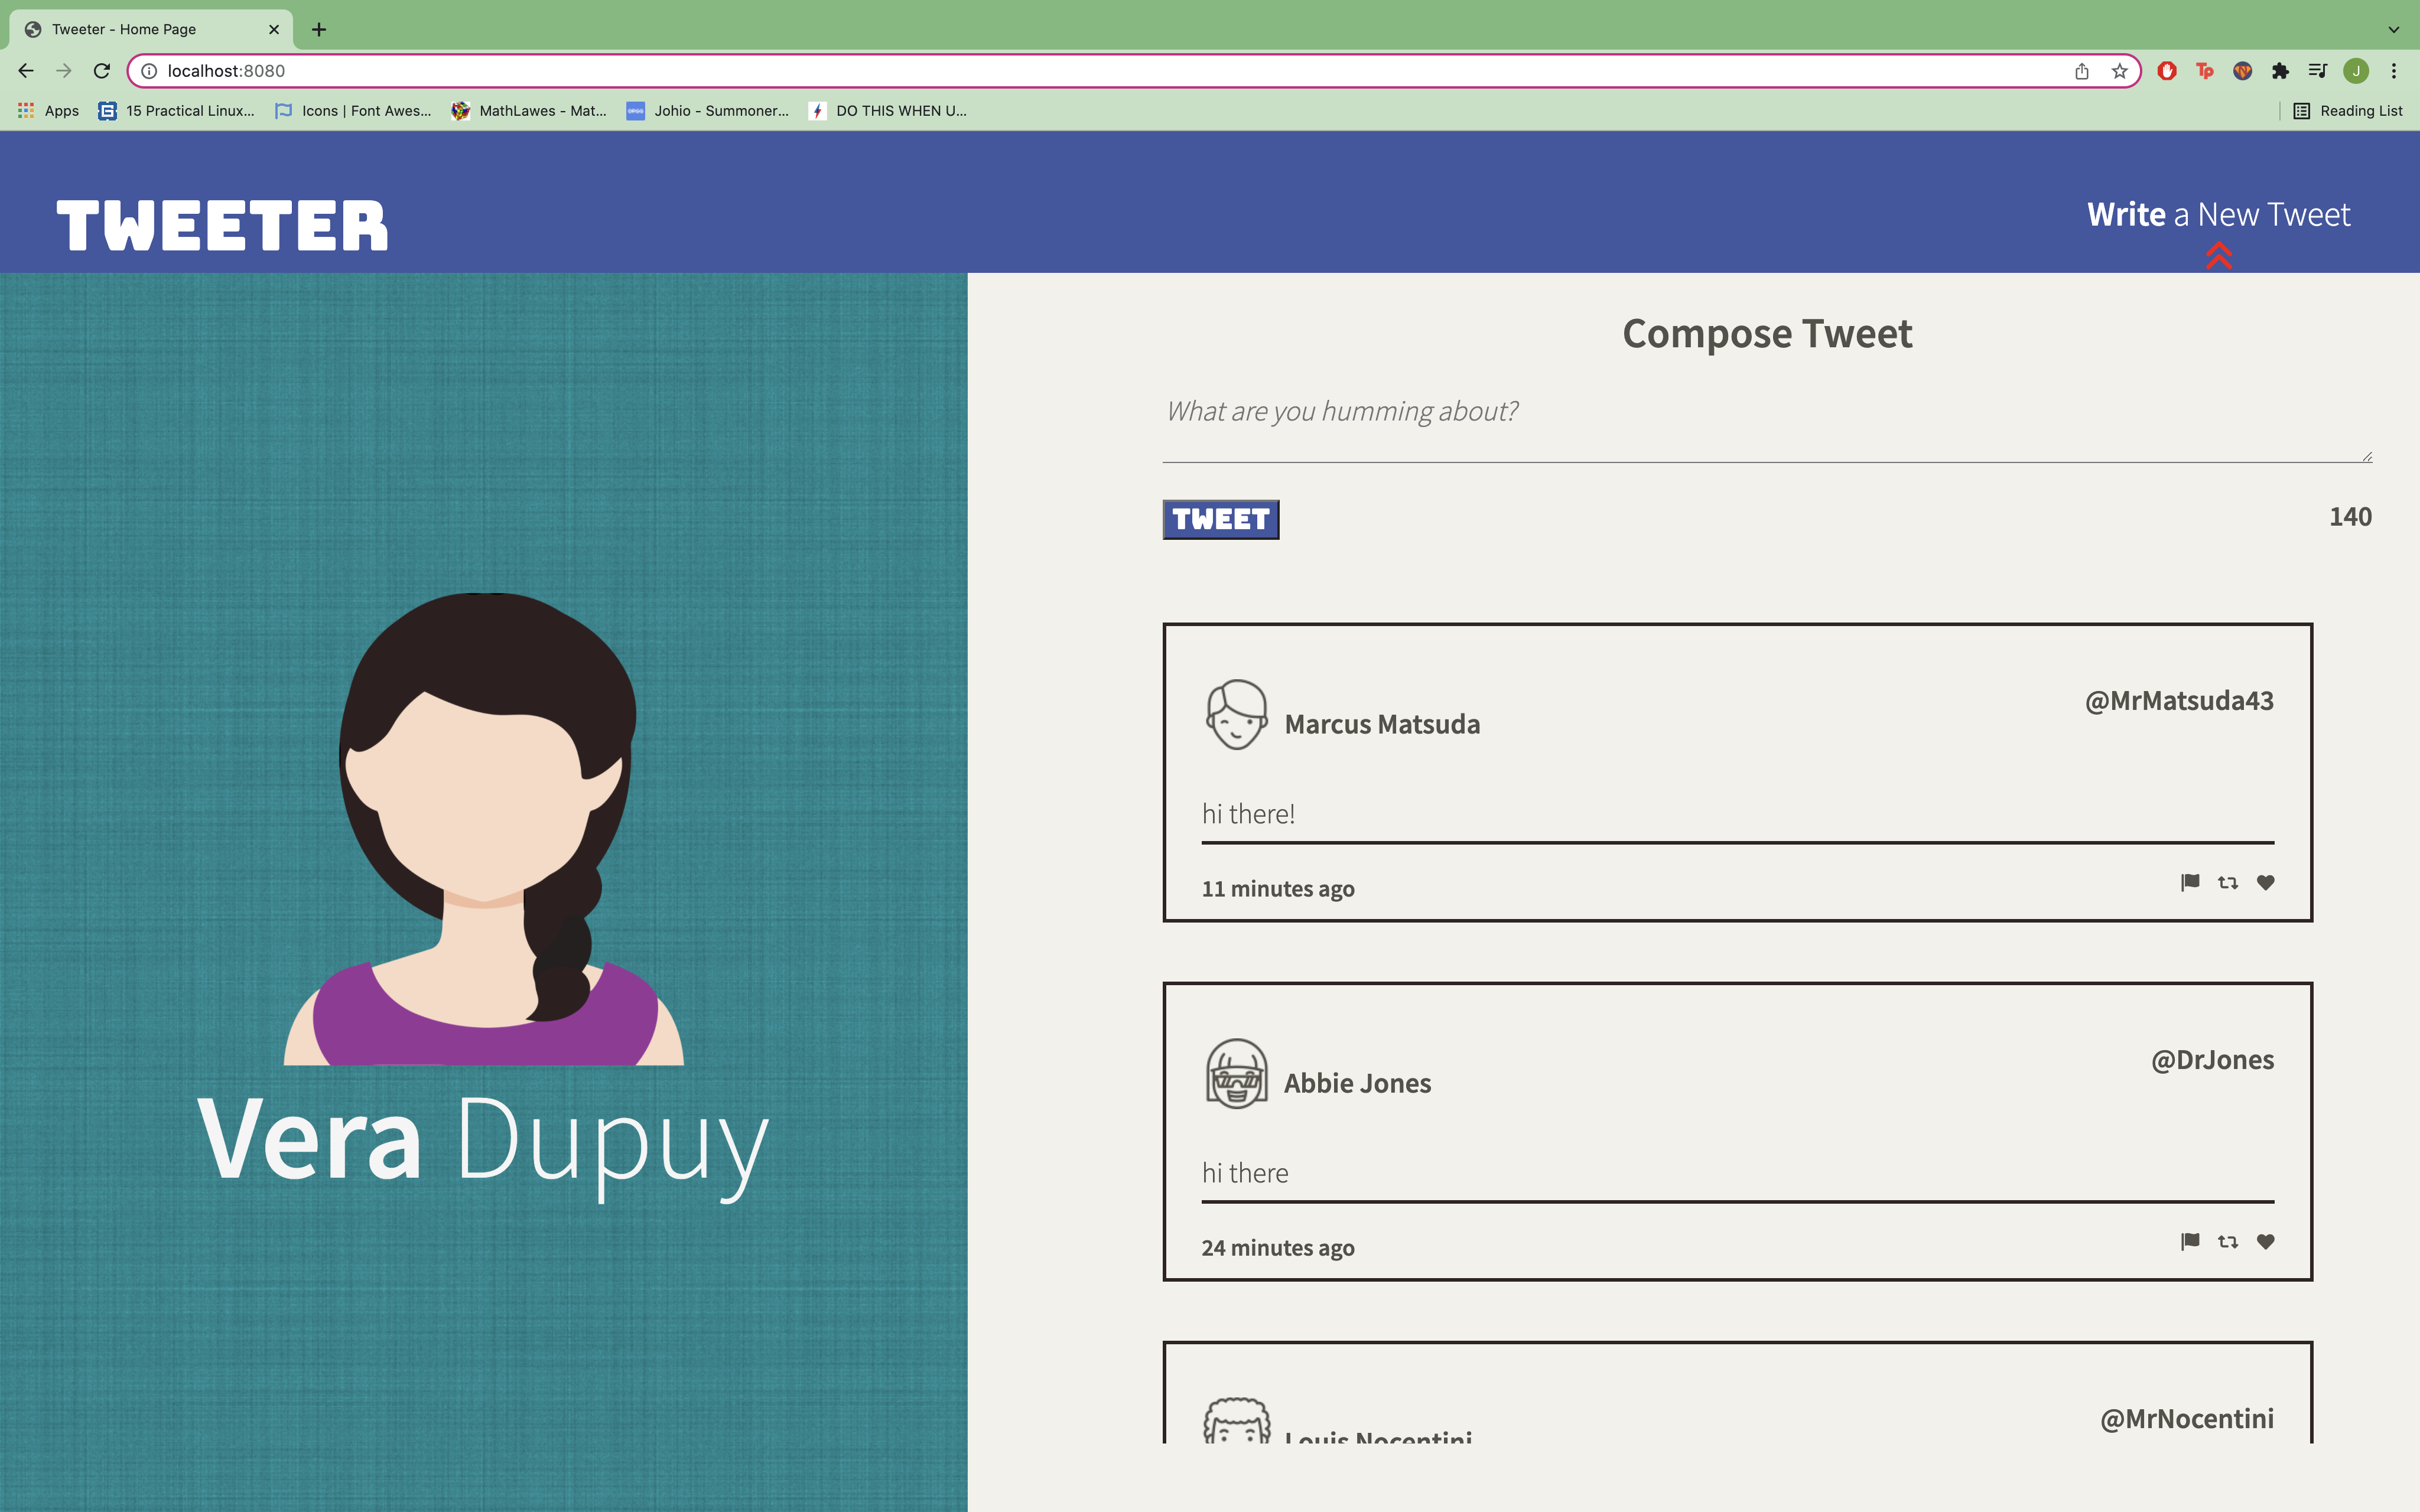 Tweeter - Home Page
localhost:8080
J
Apps
15 Practical Linux...
Icons | Font Awes...
MathLawes - Mat...
OP.GG
Johio - Summoner...
DO THIS WHEN U...
Reading List
TWEETER
Write a New Tweet
Compose Tweet
What are you humming about?
TWEET
140
Marcus Matsuda
@MrMatsuda43
hi there!
11 minutes ago
Abbie Jones
@DrJones
hi there
24 minutes ago
Louis Nocentini
@MrNocentini
Vera Dupuy